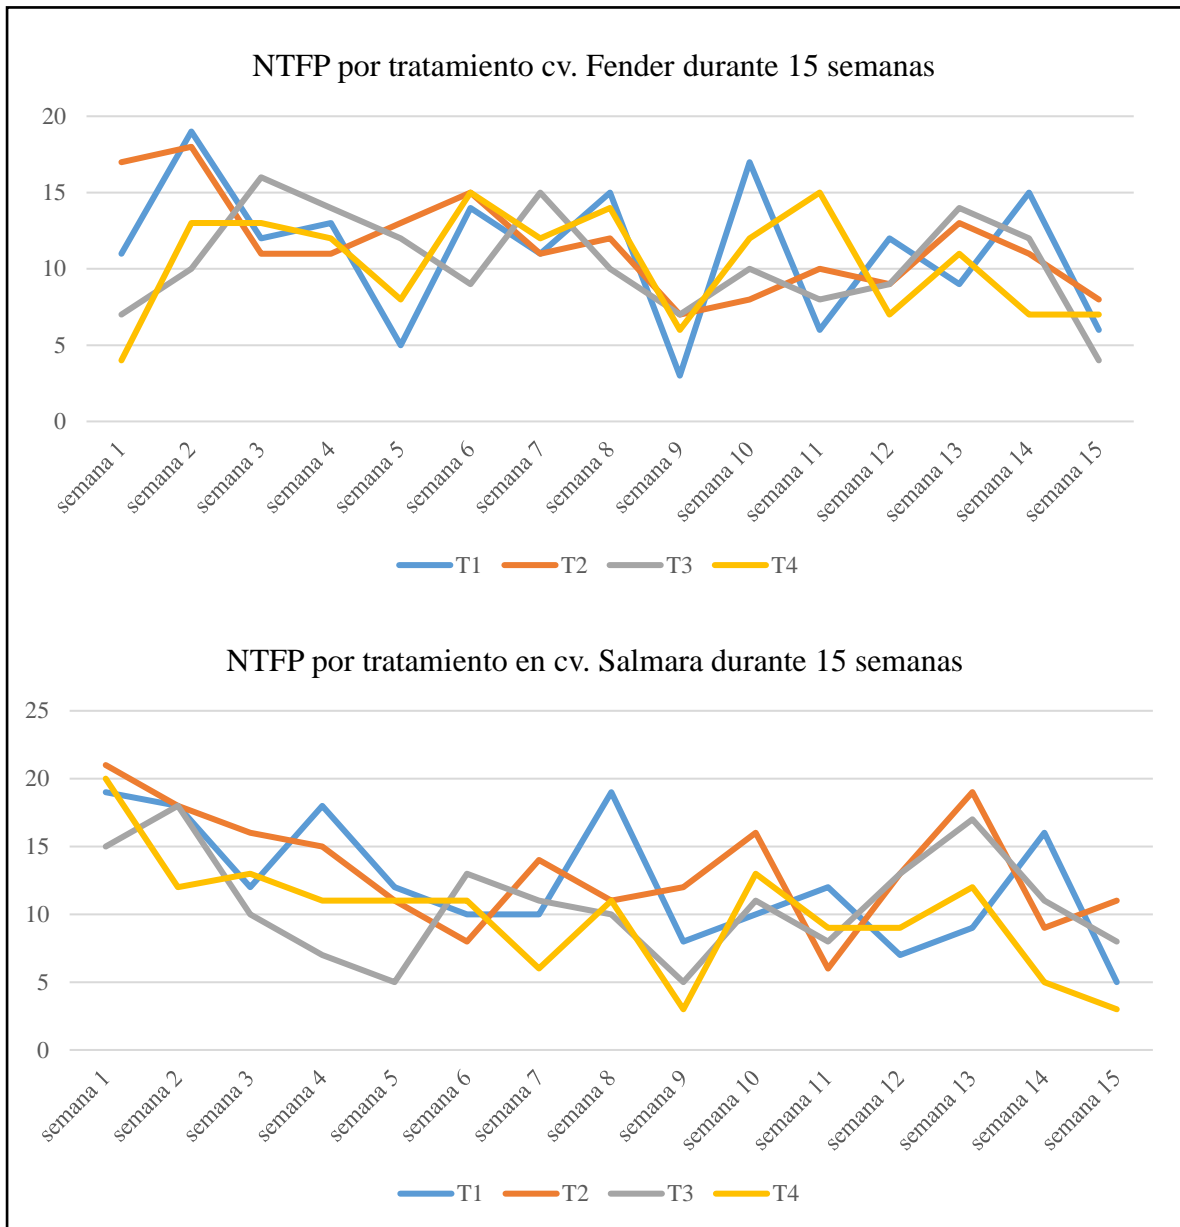 NTFP por tratamiento cv. Fender durante 15 semanas
20
15
10
5
0
semana 1
semana 2
semana 3
semana 4
semana 5
semana 6
semana 7
semana 8
semana 9
semana 10
semana 11
semana 12
semana 13
semana 14
semana 15
T1 T2 T3 T4
NTFP por tratamiento en cv. Salmara durante 15 semanas
25
20
15
10
5
0
semana 1
semana 2
semana 3
semana 4
semana 5
semana 6
semana 7
semana 8
semana 9
semana 10
semana 11
semana 12
semana 13
semana 14
semana 15
T1 T2 T3 T4